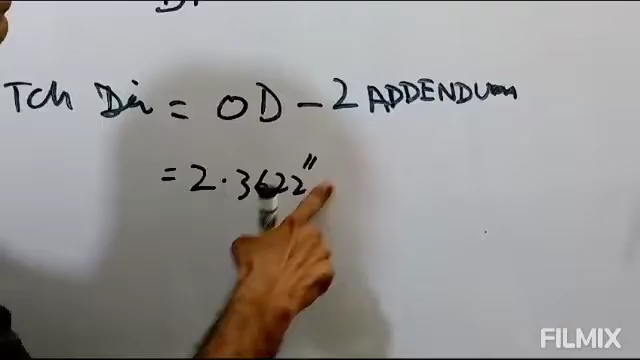 Tch Dia = OD - 2 ADDENDUM
= 2.3622"
FILMIX